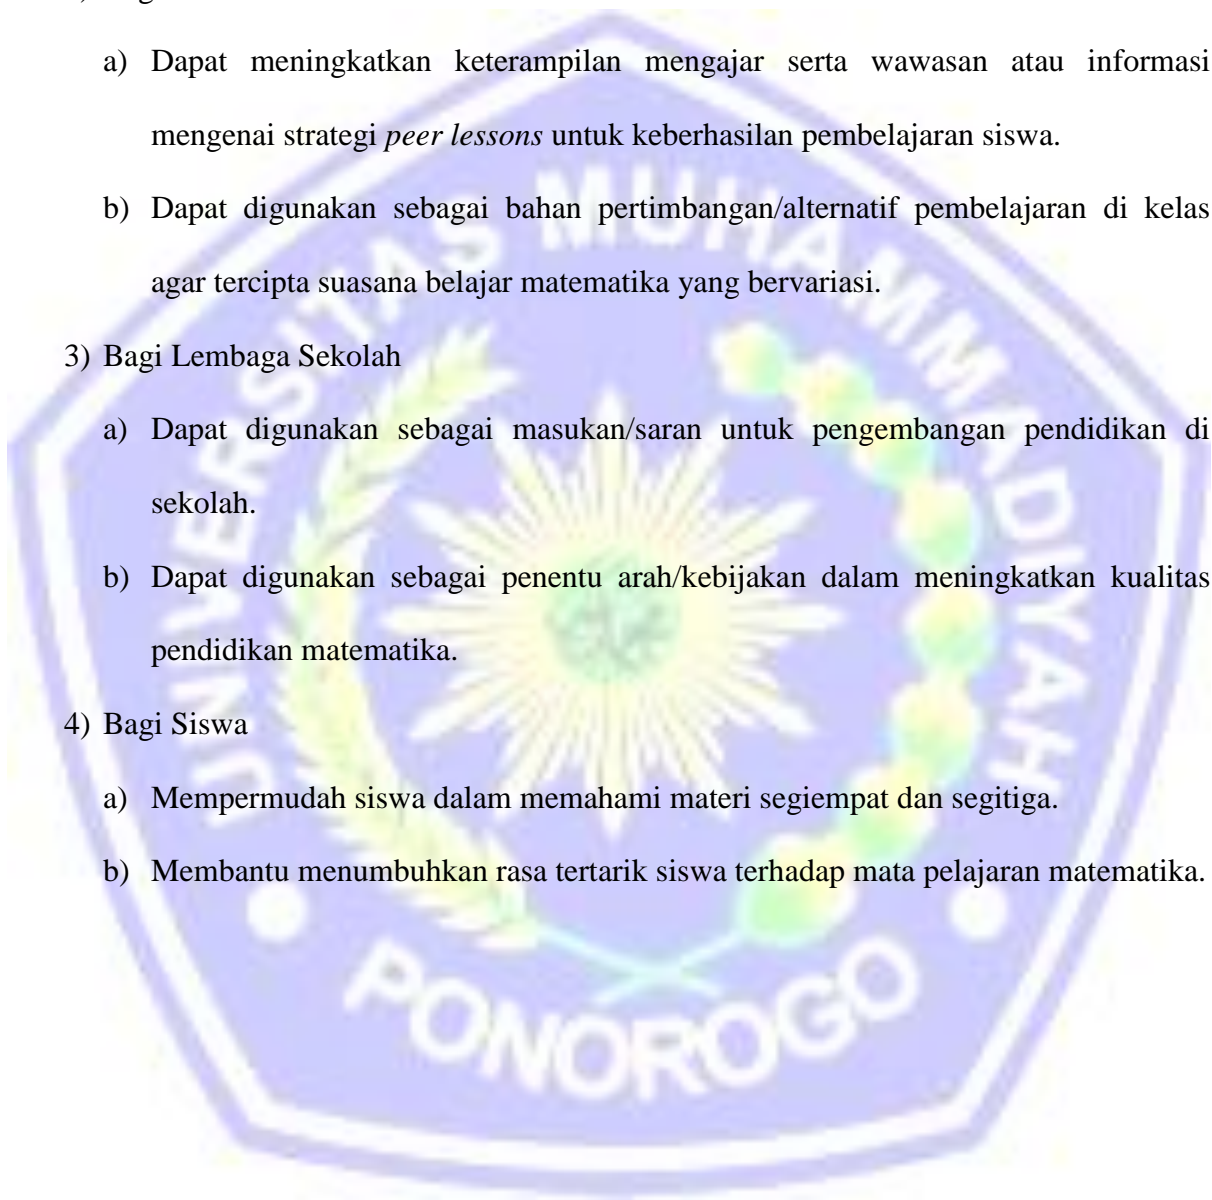 a) Dapat meningkatkan keterampilan mengajar serta wawasan atau informasi
mengenai strategi peer lessons untuk keberhasilan pembelajaran siswa.
b) Dapat digunakan sebagai bahan pertimbangan/alternatif pembelajaran di kelas
agar tercipta suasana belajar matematika yang bervariasi.
3) Bagi Lembaga Sekolah
a) Dapat digunakan sebagai masukan/saran untuk pengembangan pendidikan di
sekolah.
b) Dapat digunakan sebagai penentu arah/kebijakan dalam meningkatkan kualitas
pendidikan matematika.
4) Bagi Siswa
a) Mempermudah siswa dalam memahami materi segiempat dan segitiga.
b) Membantu menumbuhkan rasa tertarik siswa terhadap mata pelajaran matematika.
UNIVERSITAS MUHAMMADIYAH
PONOROGO